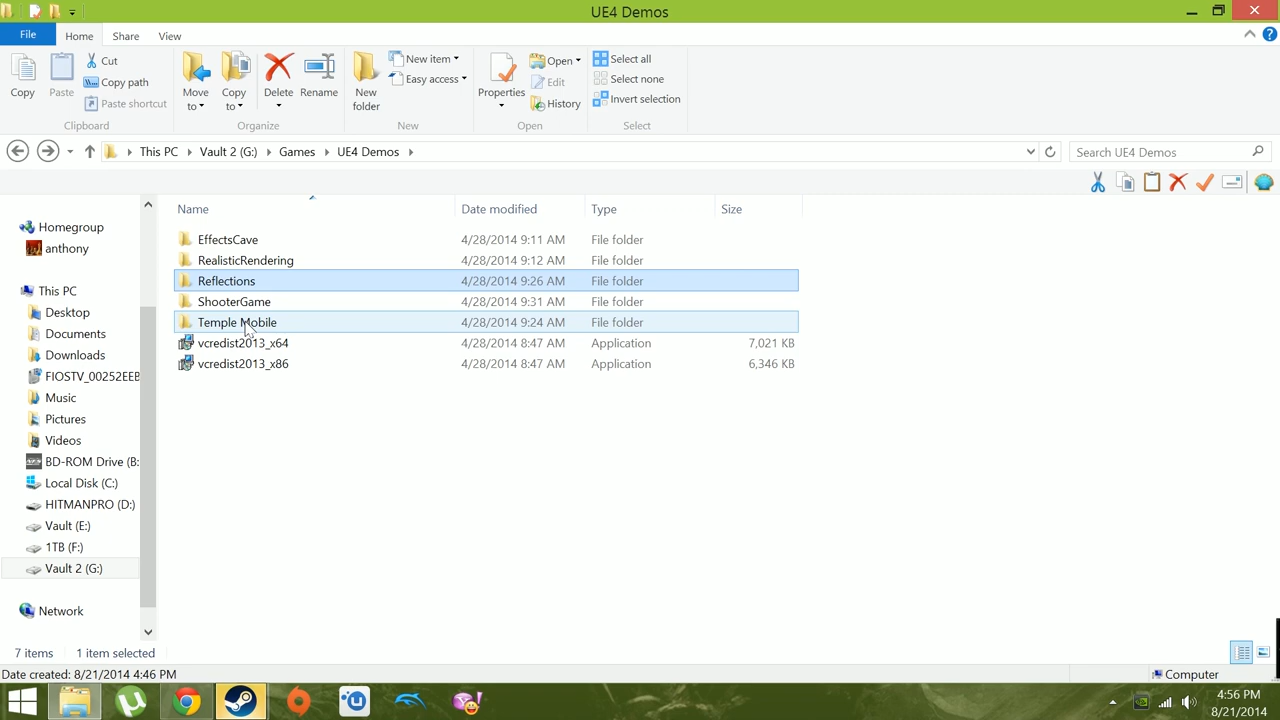 UE4 Demos
File Home Share View
Copy Paste Cut Copy path Paste shortcut
Move to Copy to Delete Rename
New folder New item Easy access
Properties Open Edit History
Select all Select none Invert selection
Clipboard Organize New Open Select
This PC Vault 2 (G:) Games UE4 Demos Search UE4 Demos
Name Date modified Type Size
EffectsCave 4/28/2014 9:11 AM File folder
RealisticRendering 4/28/2014 9:12 AM File folder
Reflections 4/28/2014 9:26 AM File folder
ShooterGame 4/28/2014 9:31 AM File folder
Temple Mobile 4/28/2014 9:24 AM File folder
vcredist2013_x64 4/28/2014 8:47 AM Application 7,021 KB
vcredist2013_x86 4/28/2014 8:47 AM Application 6,346 KB
Homegroup
anthony
This PC
Desktop
Documents
Downloads
FIOSTV_00252EEB
Music
Pictures
Videos
BD-ROM Drive (B:
Local Disk (C:)
HITMANPRO (D:)
Vault (E:)
1TB (F:)
Vault 2 (G:)
Network
7 items 1 item selected
Date created: 8/21/2014 4:46 PM Computer
4:56 PM
8/21/2014